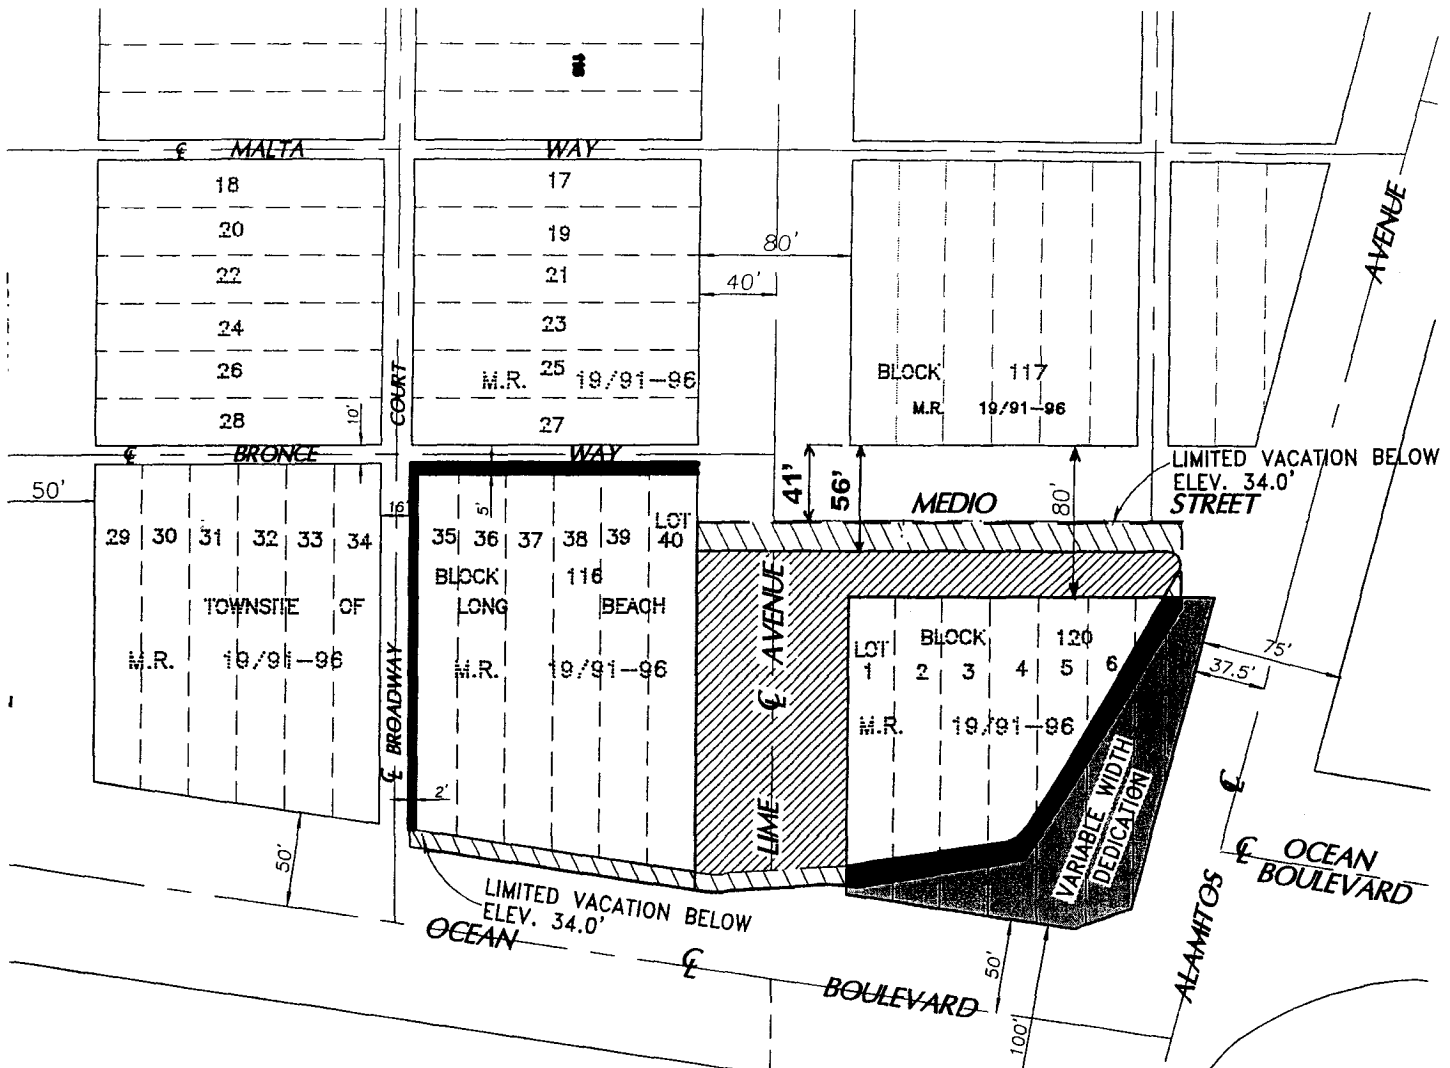 116
℄ MALTA WAY
18
17
20
19
22
21
24
23
26
25
M.R. 19/91-96
28
27
80'
40'
BLOCK 117
M.R. 19/91-96
AVENUE
COURT
10'
℄ BRONCE WAY
50'
16'
5'
41'
56'
80'
MEDIO
STREET
LIMITED VACATION BELOW
ELEV. 34.0'
29 30 31 32 33 34
35 36 37 38 39 LOT
40
BLOCK 116
TOWNSITE OF LONG BEACH
M.R. 19/91-96
M.R. 19/91-96
℄ BROADWAY
2'
LIME ℄ AVENUE
LOT
1 2 3 4 5 6
BLOCK 120
M.R. 19/91-96
75'
37.5'
VARIABLE WIDTH
DEDICATION
50'
LIMITED VACATION BELOW
ELEV. 34.0'
OCEAN ℄ BOULEVARD
50'
100'
ALAMITOS ℄
℄ OCEAN
BOULEVARD